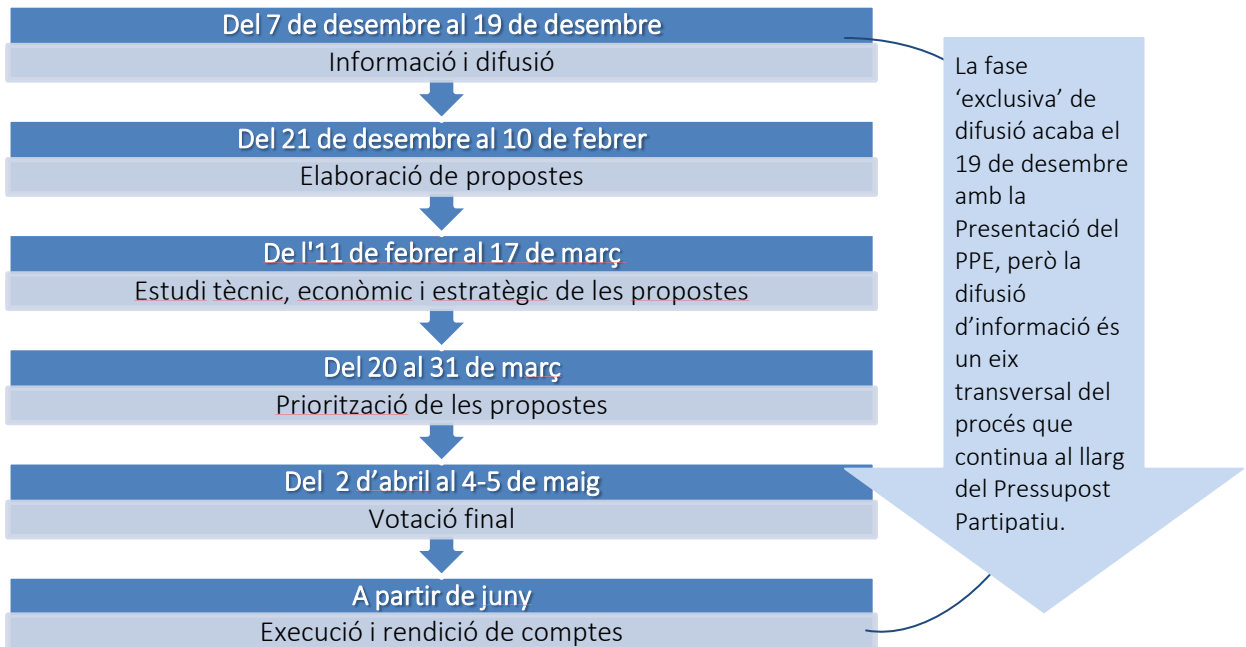 Del 7 de desembre al 19 de desembre
Informació i difusió
Del 21 de desembre al 10 de febrer
Elaboració de propostes
De l'11 de febrer al 17 de març
Estudi tècnic, econòmic i estratègic de les propostes
Del 20 al 31 de març
Priorització de les propostes
Del  2 d’abril al 4-5 de maig
Votació final
A partir de juny
Execució i rendició de comptes
La fase
‘exclusiva’ de
difusió acaba el
19 de desembre
amb la
Presentació del
PPE, però la
difusió
d’informació és
un eix
transversal del
procés que
continua al llarg
del Pressupost
Partipatiu.